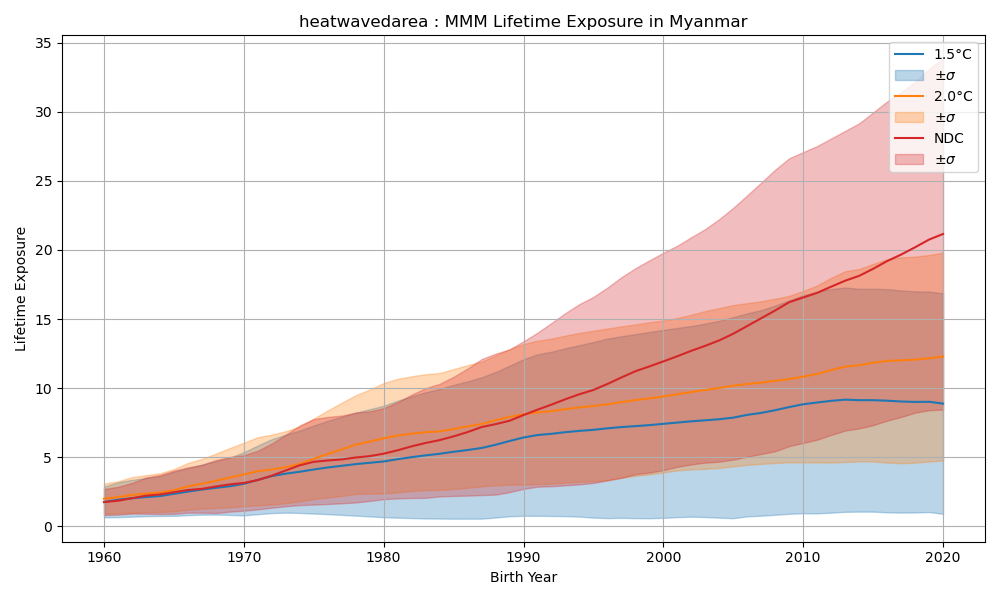 heatwavedarea : MMM Lifetime Exposure in Myanmar
35
30
25
20
15
10
5
0
Lifetime Exposure
1.5°C
±σ
2.0°C
±σ
NDC
±σ
1960
1970
1980
1990
2000
2010
2020
Birth Year